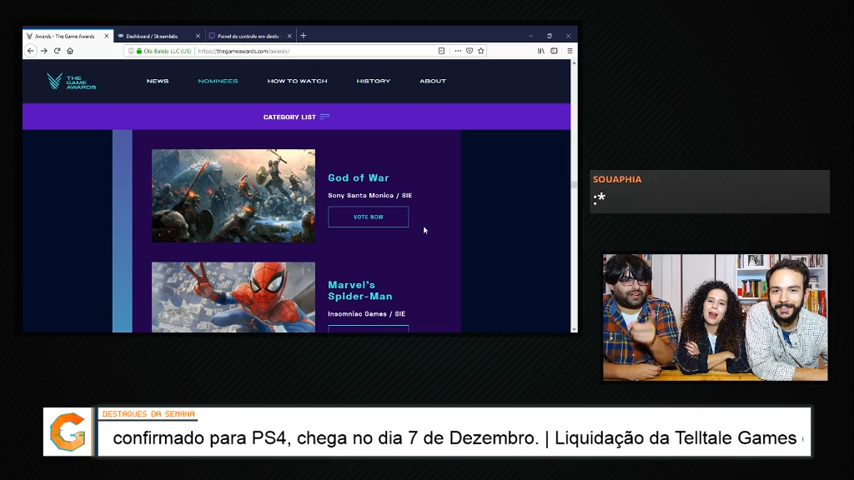 Awards - The Game Awards
Dashboard / Streamlabs
Painel de controlo em direto -
Ola Balola LLC (US)
https://thegameawards.com/awards/
THE
GAME
AWARDS
NEWS
NOMINEES
HOW TO WATCH
HISTORY
ABOUT
CATEGORY LIST
God of War
Sony Santa Monica / SIE
VOTE NOW
Marvel's
Spider-Man
Insomniac Games / SIE
SOUAPHIA
:*
G
DESTAQUES DA SEMANA
confirmado para PS4, chega no dia 7 de Dezembro. | Liquidação da Telltale Games